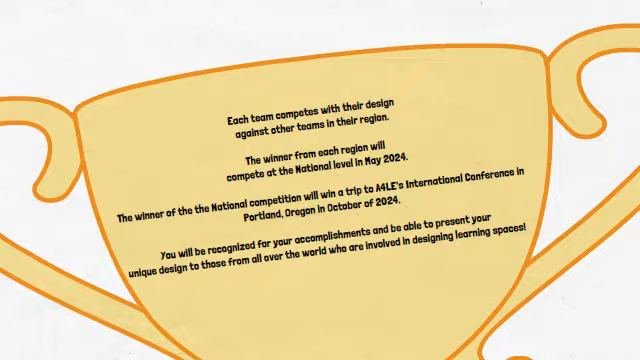 Each team competes with their design
against other teams in their region.
The winner from each region will
compete at the National level in May 2024.
The winner of the the National competition will win a trip to A4LE's International Conference in
Portland, Oregon in October of 2024.
You will be recognized for your accomplishments and be able to present your
unique design to those from all over the world who are involved in designing learning spaces!